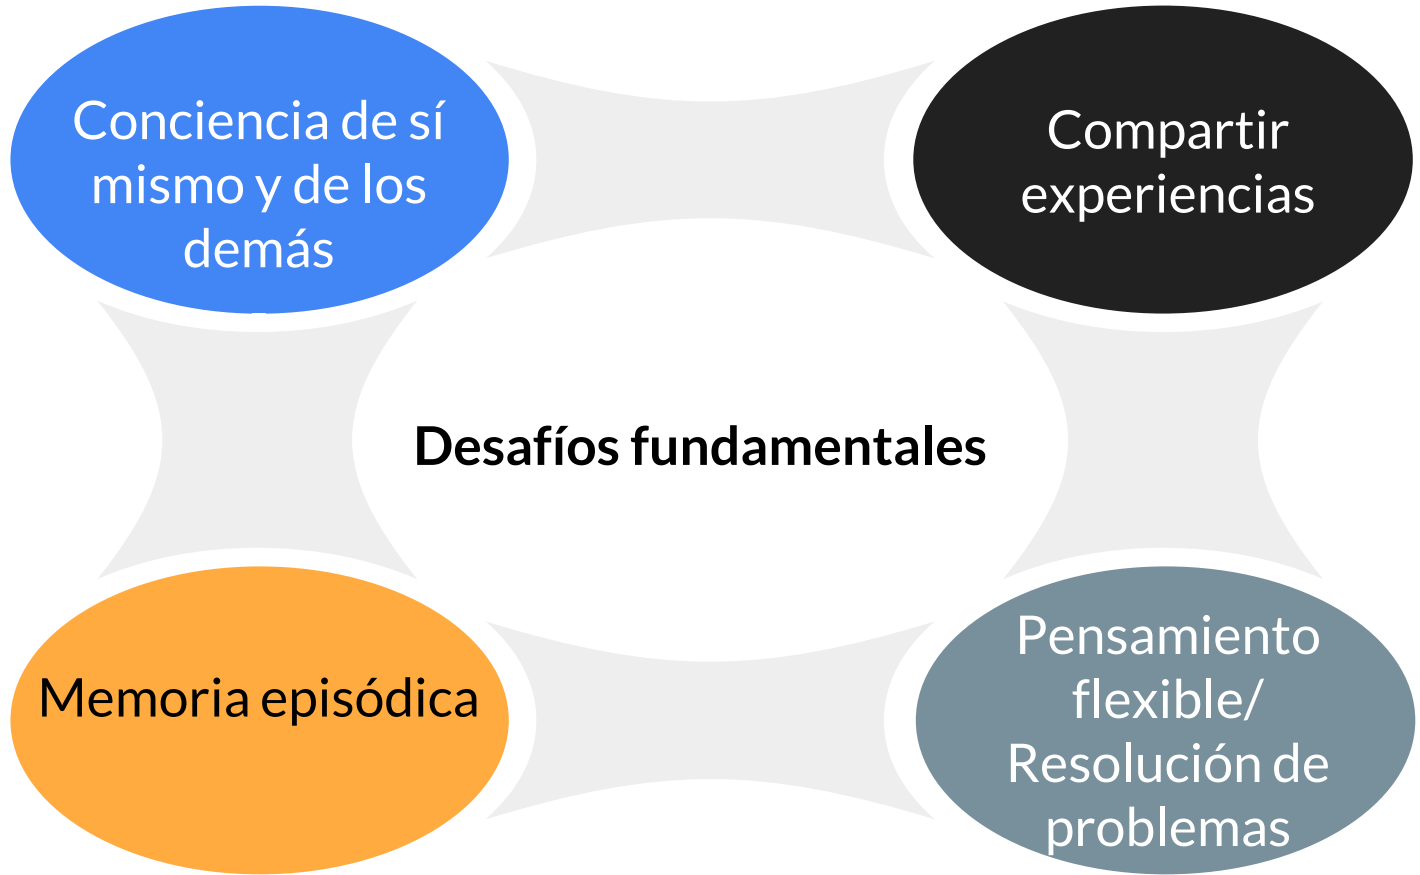 Conciencia de sí
mismo y de los
demás
Compartir
experiencias
Desafíos fundamentales
Memoria episódica
Pensamiento
flexible/
Resolución de
problemas